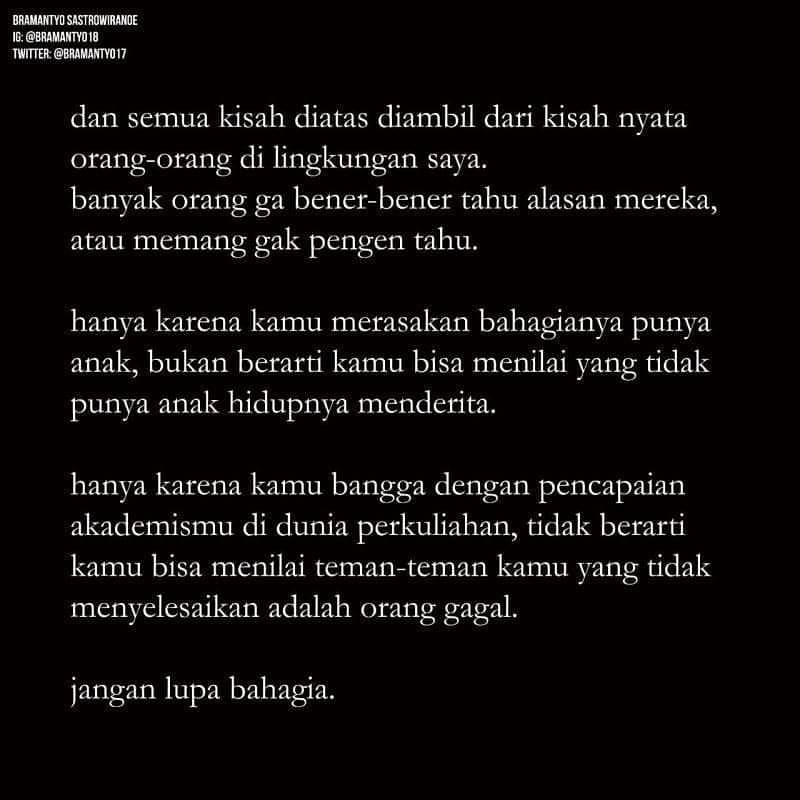 BRAMANTYO SASTROWIRANOE
IG: @BRAMANTYO18
TWITTER: @BRAMANTYO17
dan semua kisah diatas diambil dari kisah nyata
orang-orang di lingkungan saya.
banyak orang ga bener-bener tahu alasan mereka,
atau memang gak pengen tahu.
hanya karena kamu merasakan bahagianya punya
anak, bukan berarti kamu bisa menilai yang tidak
punya anak hidupnya menderita.
hanya karena kamu bangga dengan pencapaian
akademismu di dunia perkuliahan, tidak berarti
kamu bisa menilai teman-teman kamu yang tidak
menyelesaikan adalah orang gagal.
jangan lupa bahagia.